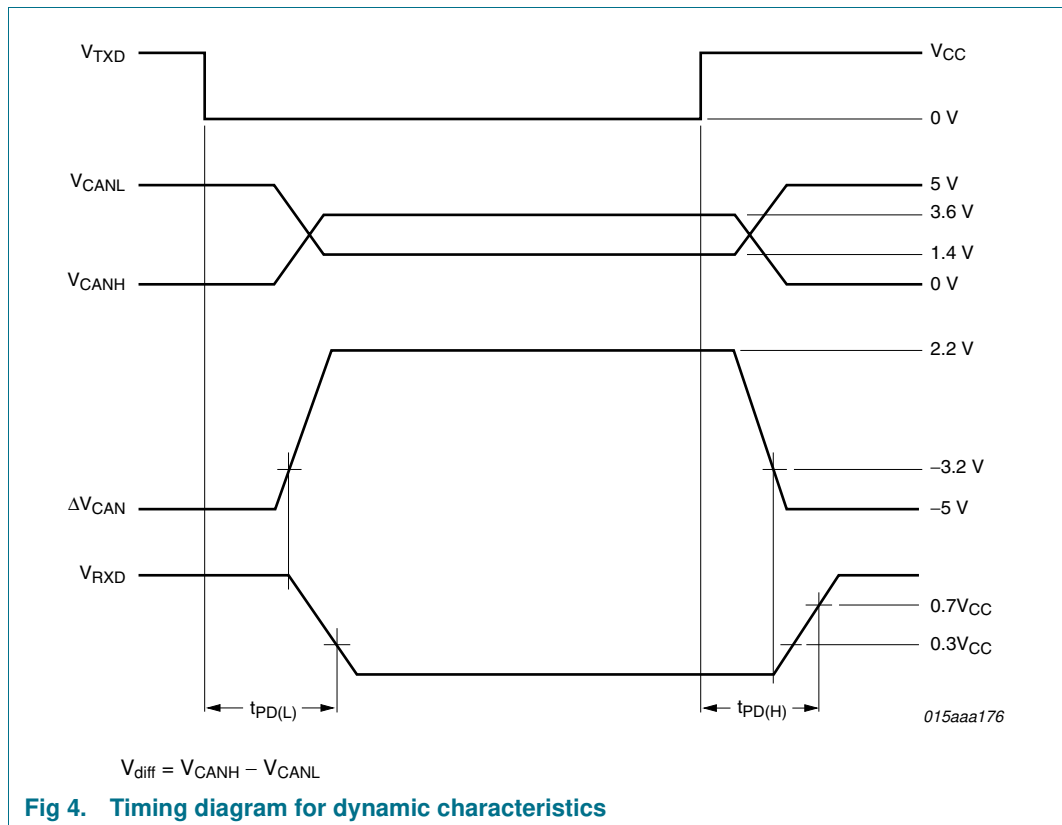 VTXD
VCC
0 V
VCANL
5 V
3.6 V
1.4 V
VCANH
0 V
2.2 V
−3.2 V
ΔVCAN
−5 V
VRXD
0.7VCC
0.3VCC
tPD(L)
tPD(H)
015aaa176
Vdiff = VCANH − VCANL
Fig 4. Timing diagram for dynamic characteristics